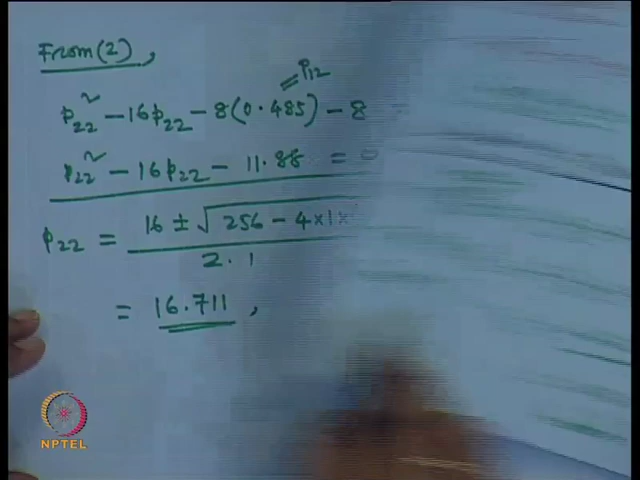 From (2),
p₁₂
p₂₂² - 16p₂₂ - 8(0.485) - 8
p₂₂² - 16p₂₂ - 11.88 = 0
p₂₂ = 16 ± √256 - 4×1× / 2.1
= 16.711,
NPTEL